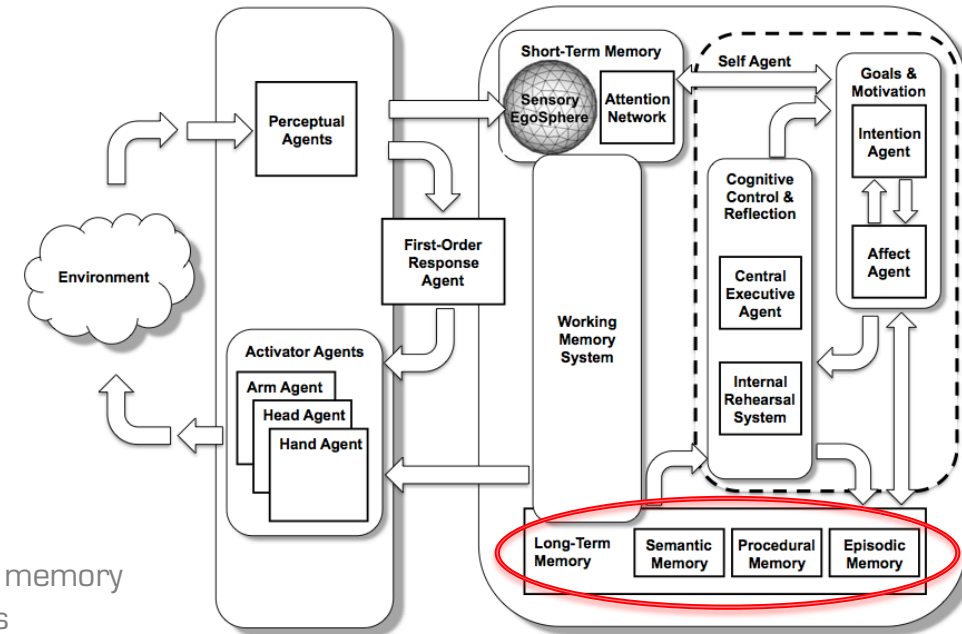 Short-Term Memory
Sensory
EgoSphere
Attention
Network
Self Agent
Goals &
Motivation
Intention
Agent
Affect
Agent
Perceptual
Agents
Cognitive
Control &
Reflection
Central
Executive
Agent
Internal
Rehearsal
System
First-Order
Response
Agent
Environment
Working
Memory
System
Activator Agents
Arm Agent
Head Agent
Hand Agent
Long-Term
Memory
Semantic
Memory
Procedural
Memory
Episodic
Memory
memory
s